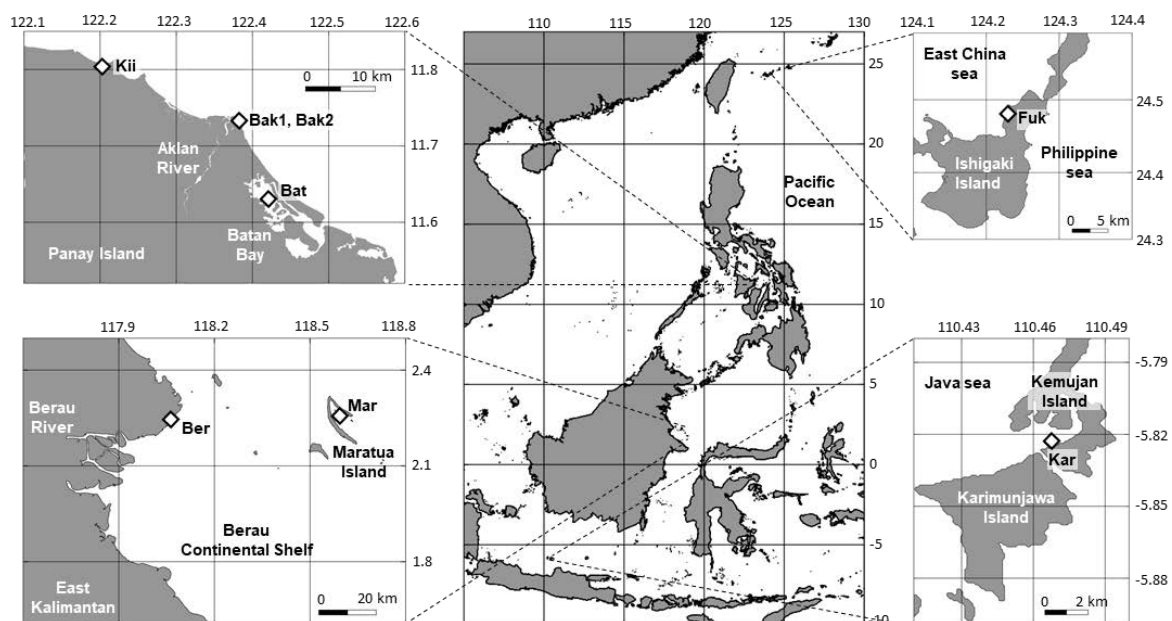 122.1 122.2 122.3 122.4 122.5 122.6
Kii
0 10 km
11.8
Bak1, Bak2
Aklan
River
11.7
Bat
Batan
Bay
11.6
Panay Island
117.9 118.2 118.5 118.8
2.4
Berau
River
Ber
Mar
Maratua
Island
2.1
Berau
Continental Shelf
1.8
East
Kalimantan
0 20 km
110 115 120 125 130
25
20
Pacific
Ocean
15
10
5
0
-5
-10
124.1 124.2 124.3 124.4
East China
sea
24.5
Fuk
Ishigaki
Island
Philippine
sea
24.4
0 5 km
24.3
110.43 110.46 110.49
-5.79
Java sea
Kemujan
Island
-5.82
Kar
Karimunjawa
Island
-5.85
-5.88
0 2 km